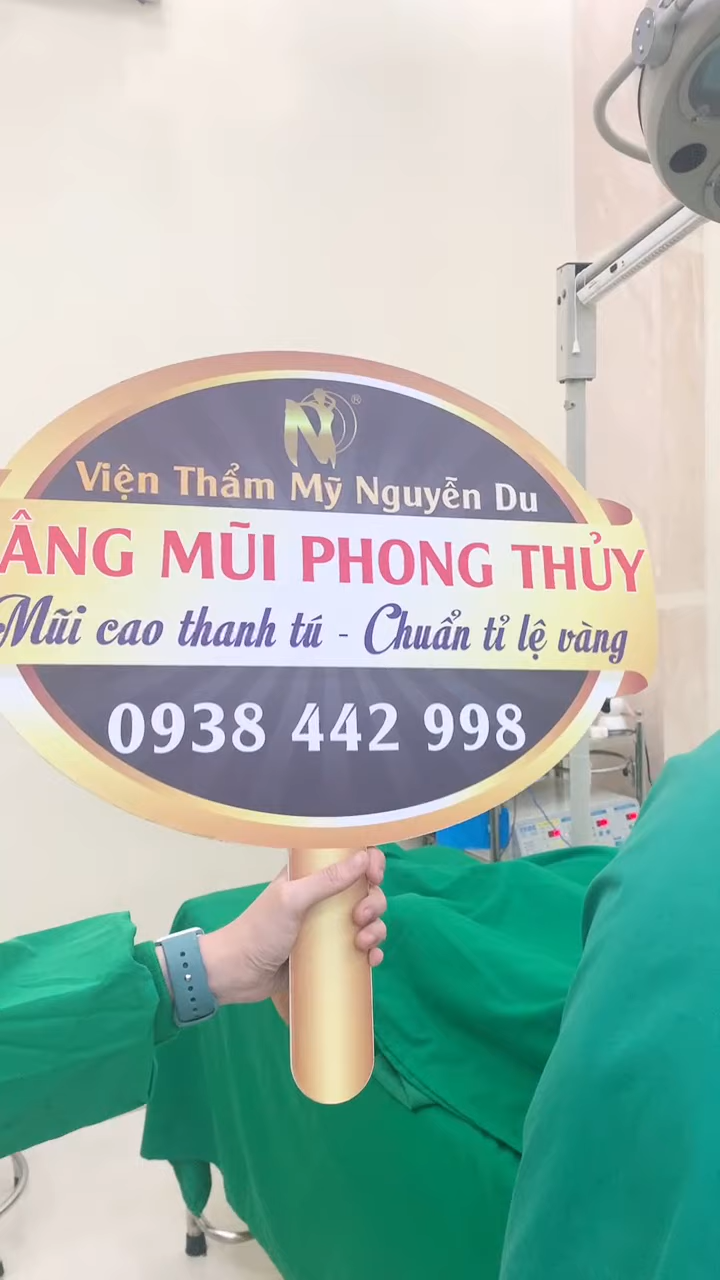 N®
Viện Thẩm Mỹ Nguyễn Du
ÂNG MŨI PHONG THỦY
Mũi cao thanh tú - Chuẩn tỉ lệ vàng
0938 442 998